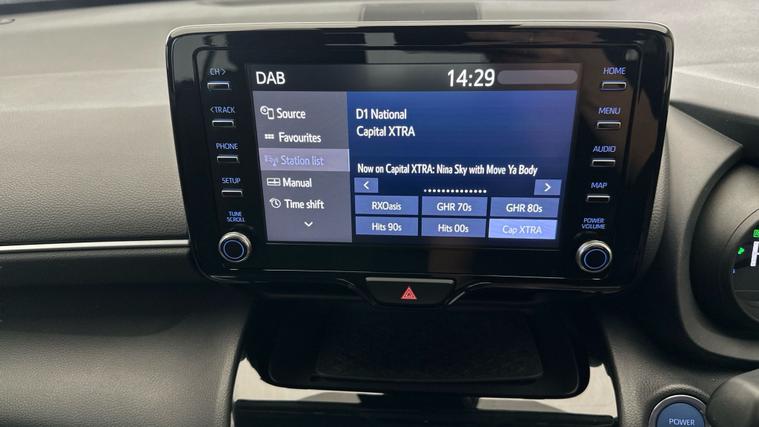 DAB
14:29
CH >
< TRACK
PHONE
SETUP
TUNE
SCROLL
Source
Favourites
Station list
Manual
Time shift
D1 National
Capital XTRA
Now on Capital XTRA: Nina Sky with Move Ya Body
< >
RXOasis GHR 70s GHR 80s
Hits 90s Hits 00s Cap XTRA
HOME
MENU
AUDIO
MAP
POWER
VOLUME
POWER